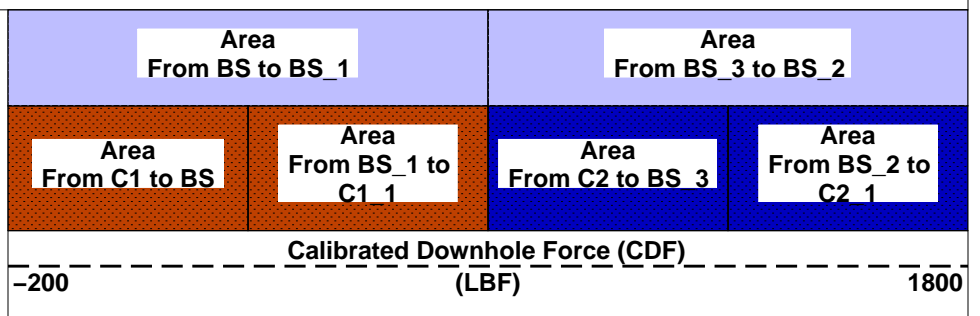 Area
From BS to BS_1
Area
From BS_3 to BS_2
Area
From C1 to BS
Area
From BS_1 to
C1_1
Area
From C2 to BS_3
Area
From BS_2 to
C2_1
Calibrated Downhole Force (CDF)
−200 (LBF) 1800